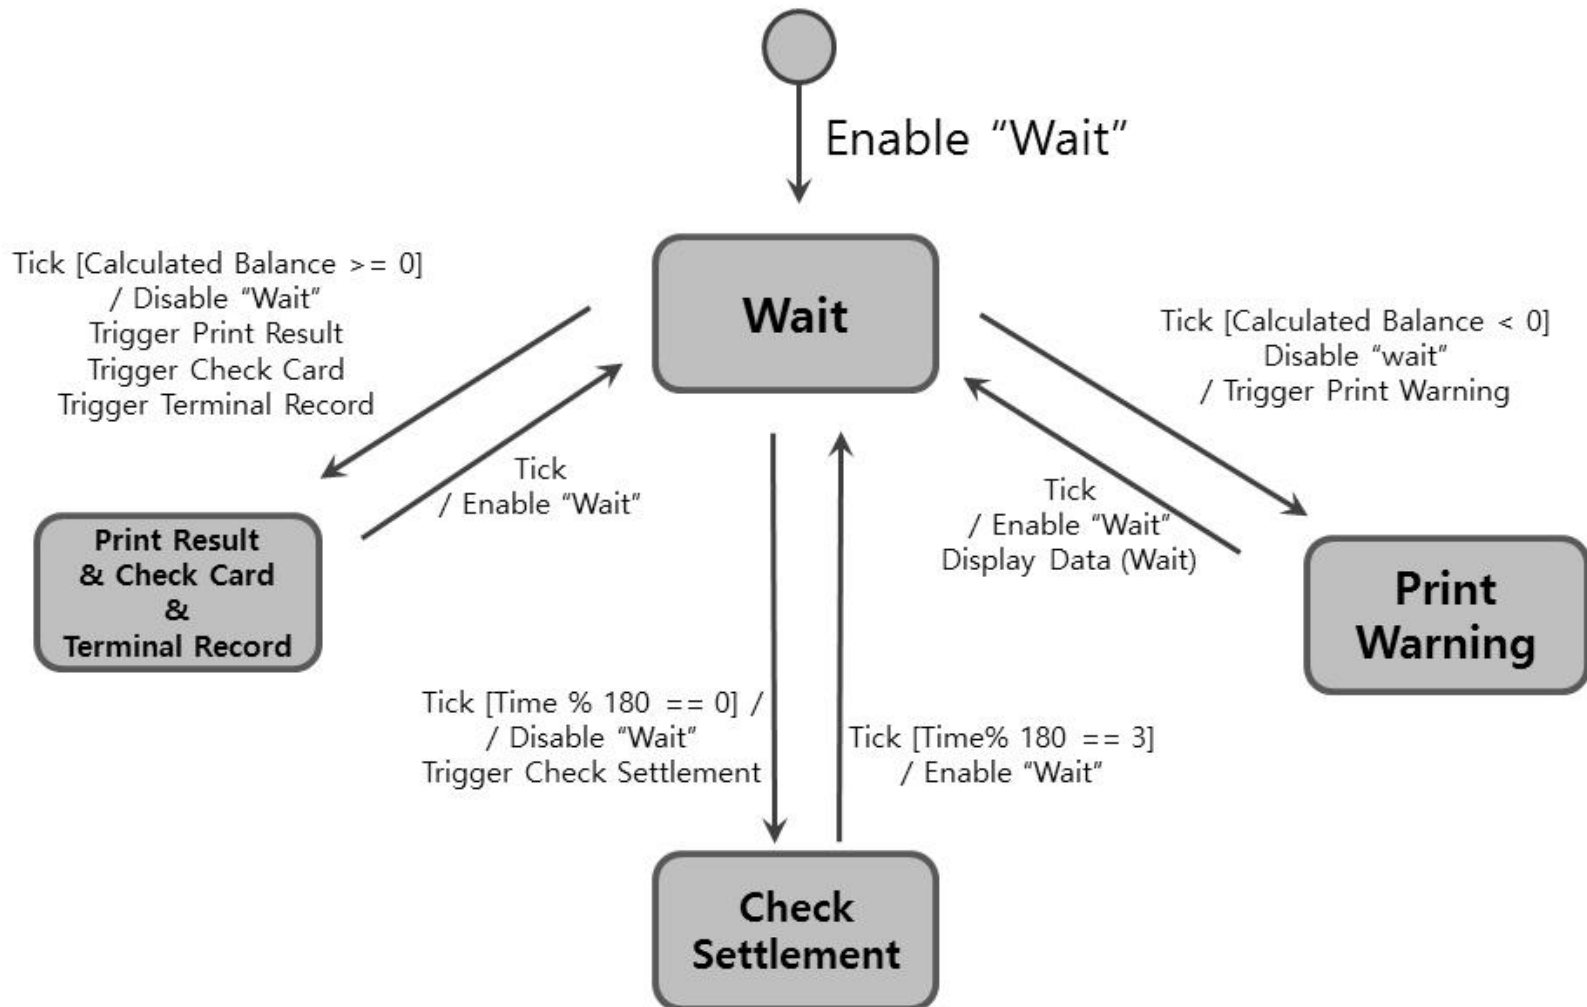 Enable “Wait”
Wait
Tick [Calculated Balance >= 0]
/ Disable “Wait”
Trigger Print Result
Trigger Check Card
Trigger Terminal Record
Tick [Calculated Balance < 0]
Disable “wait”
/ Trigger Print Warning
Tick
/ Enable “Wait”
Tick
/ Enable “Wait”
Display Data (Wait)
Print Result
& Check Card
&
Terminal Record
Print
Warning
Tick [Time % 180 == 0] /
/ Disable “Wait”
Trigger Check Settlement
Tick [Time% 180 == 3]
/ Enable “Wait”
Check
Settlement